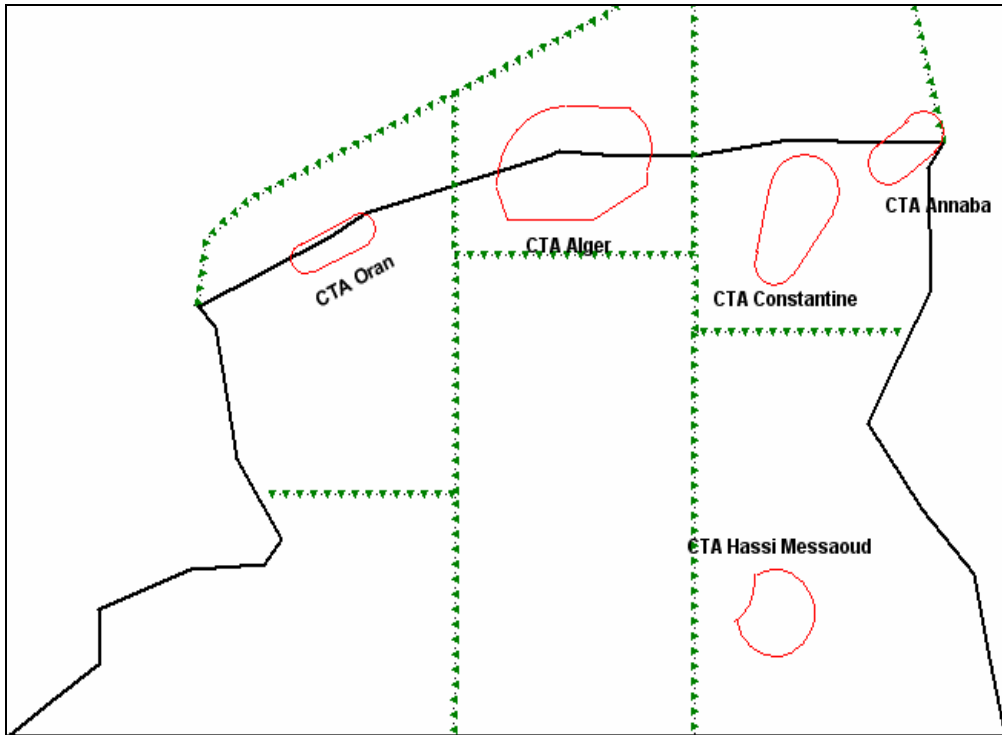 CTA Annaba
CTA Alger
CTA Oran
CTA Constantine
CTA Hassi Messaoud